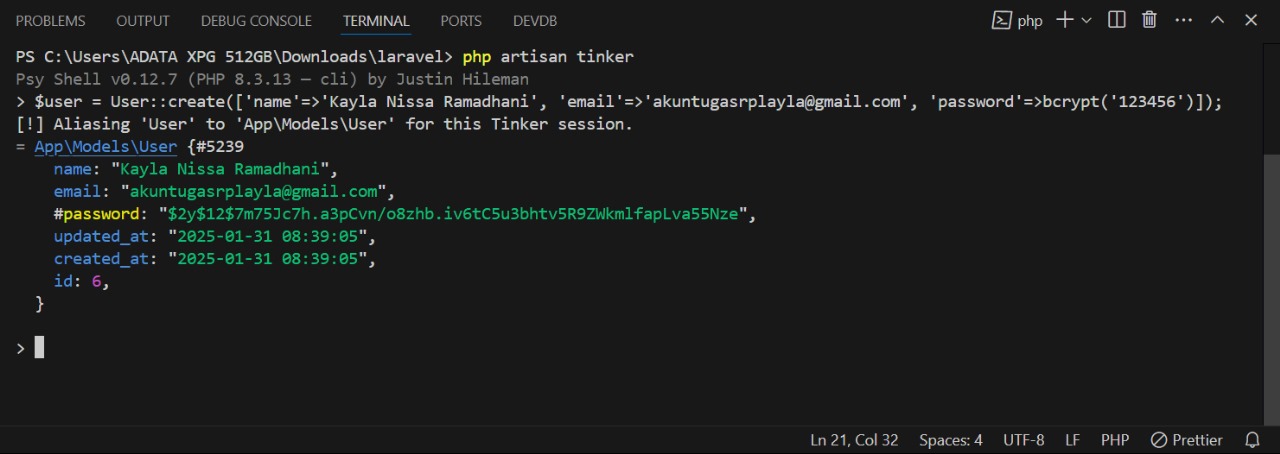 PROBLEMS OUTPUT DEBUG CONSOLE TERMINAL PORTS DEVDB php
PS C:\Users\ADATA XPG 512GB\Downloads\laravel> php artisan tinker
Psy Shell v0.12.7 (PHP 8.3.13 — cli) by Justin Hileman
> $user = User::create(['name'=>'Kayla Nissa Ramadhani', 'email'=>'akuntugasrplayla@gmail.com', 'password'=>bcrypt('123456')]);
[!] Aliasing 'User' to 'App\Models\User' for this Tinker session.
= App\Models\User {#5239
    name: "Kayla Nissa Ramadhani",
    email: "akuntugasrplayla@gmail.com",
    #password: "$2y$12$7m75Jc7h.a3pCvn/o8zhb.iv6tC5u3bhtv5R9ZWkmlfapLva55Nze",
    updated_at: "2025-01-31 08:39:05",
    created_at: "2025-01-31 08:39:05",
    id: 6,
  }
>
Ln 21, Col 32 Spaces: 4 UTF-8 LF PHP Prettier